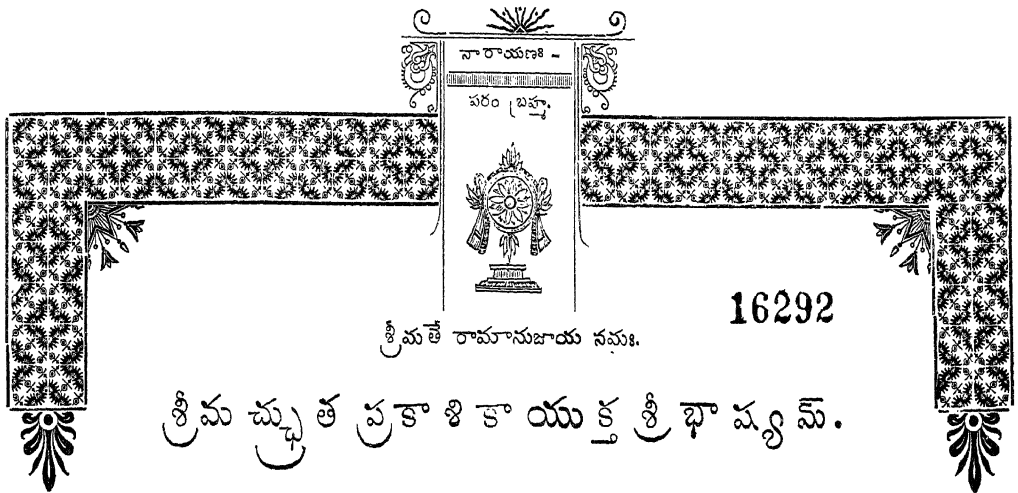 నారాయణః -
పరం బ్రహ్మ.
16292
శ్రీమతే రామానుజాయ నమః.
శ్రీమచ్ఛ్రుతప్రకాశికాయుక్తశ్రీభాష్యమ్.